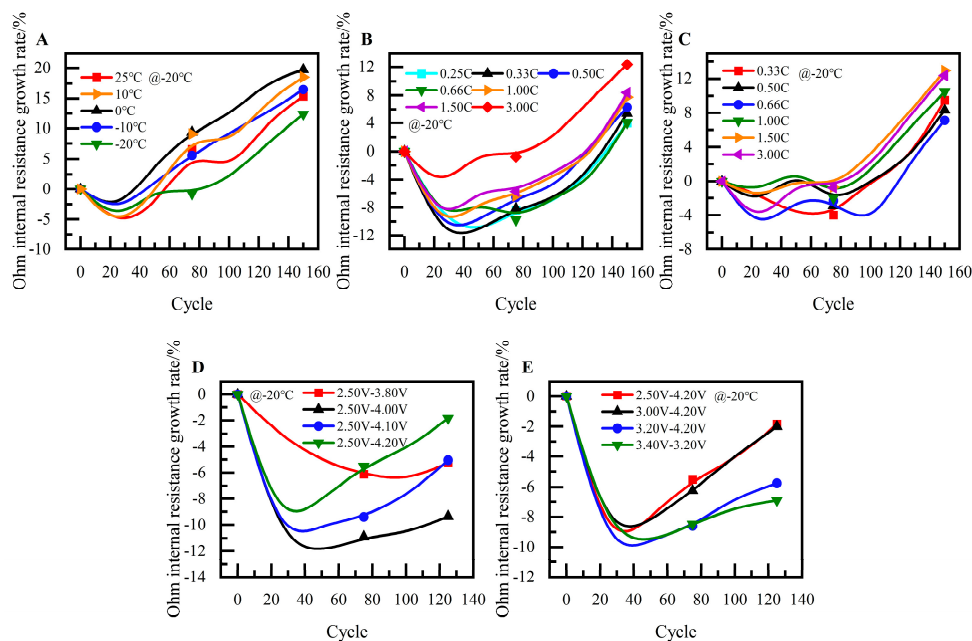 A
Ohm internal resistance growth rate/%
20
15
10
5
0
-5
-10
25℃ @-20℃
10℃
0℃
-10℃
-20℃
0 20 40 60 80 100 120 140 160
Cycle
B
Ohm internal resistance growth rate/%
12
8
4
0
-4
-8
-12
0.25C 0.33C 0.50C
0.66C 1.00C
1.50C 3.00C
@-20℃
0 20 40 60 80 100 120 140 160
Cycle
C
Ohm internal resistance growth rate/%
12
8
4
0
-4
-8
0.33C @-20℃
0.50C
0.66C
1.00C
1.50C
3.00C
0 20 40 60 80 100 120 140 160
Cycle
D
Ohm internal resistance growth rate/%
0
-2
-4
-6
-8
-10
-12
-14
@-20℃
2.50V-3.80V
2.50V-4.00V
2.50V-4.10V
2.50V-4.20V
0 20 40 60 80 100 120 140
Cycle
E
Ohm internal resistance growth rate/%
0
-2
-4
-6
-8
-10
-12
2.50V-4.20V @-20℃
3.00V-4.20V
3.20V-4.20V
3.40V-3.20V
0 20 40 60 80 100 120 140
Cycle